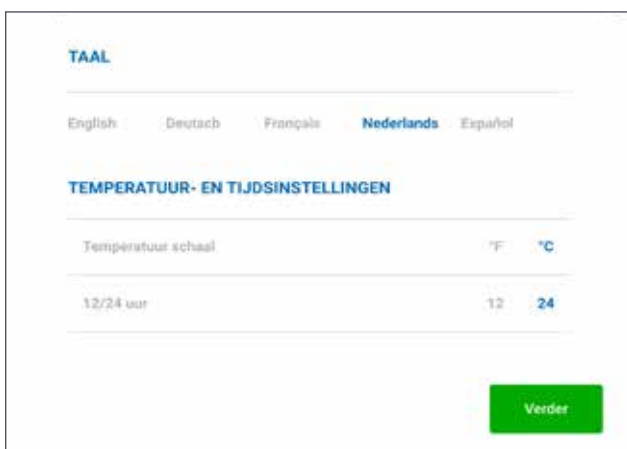 TAAL
English Deutsch Français Nederlands Español
TEMPERATUUR- EN TIJDSINSTELLINGEN
Temperatuur schaal °F °C
12/24 uur 12 24
Verder